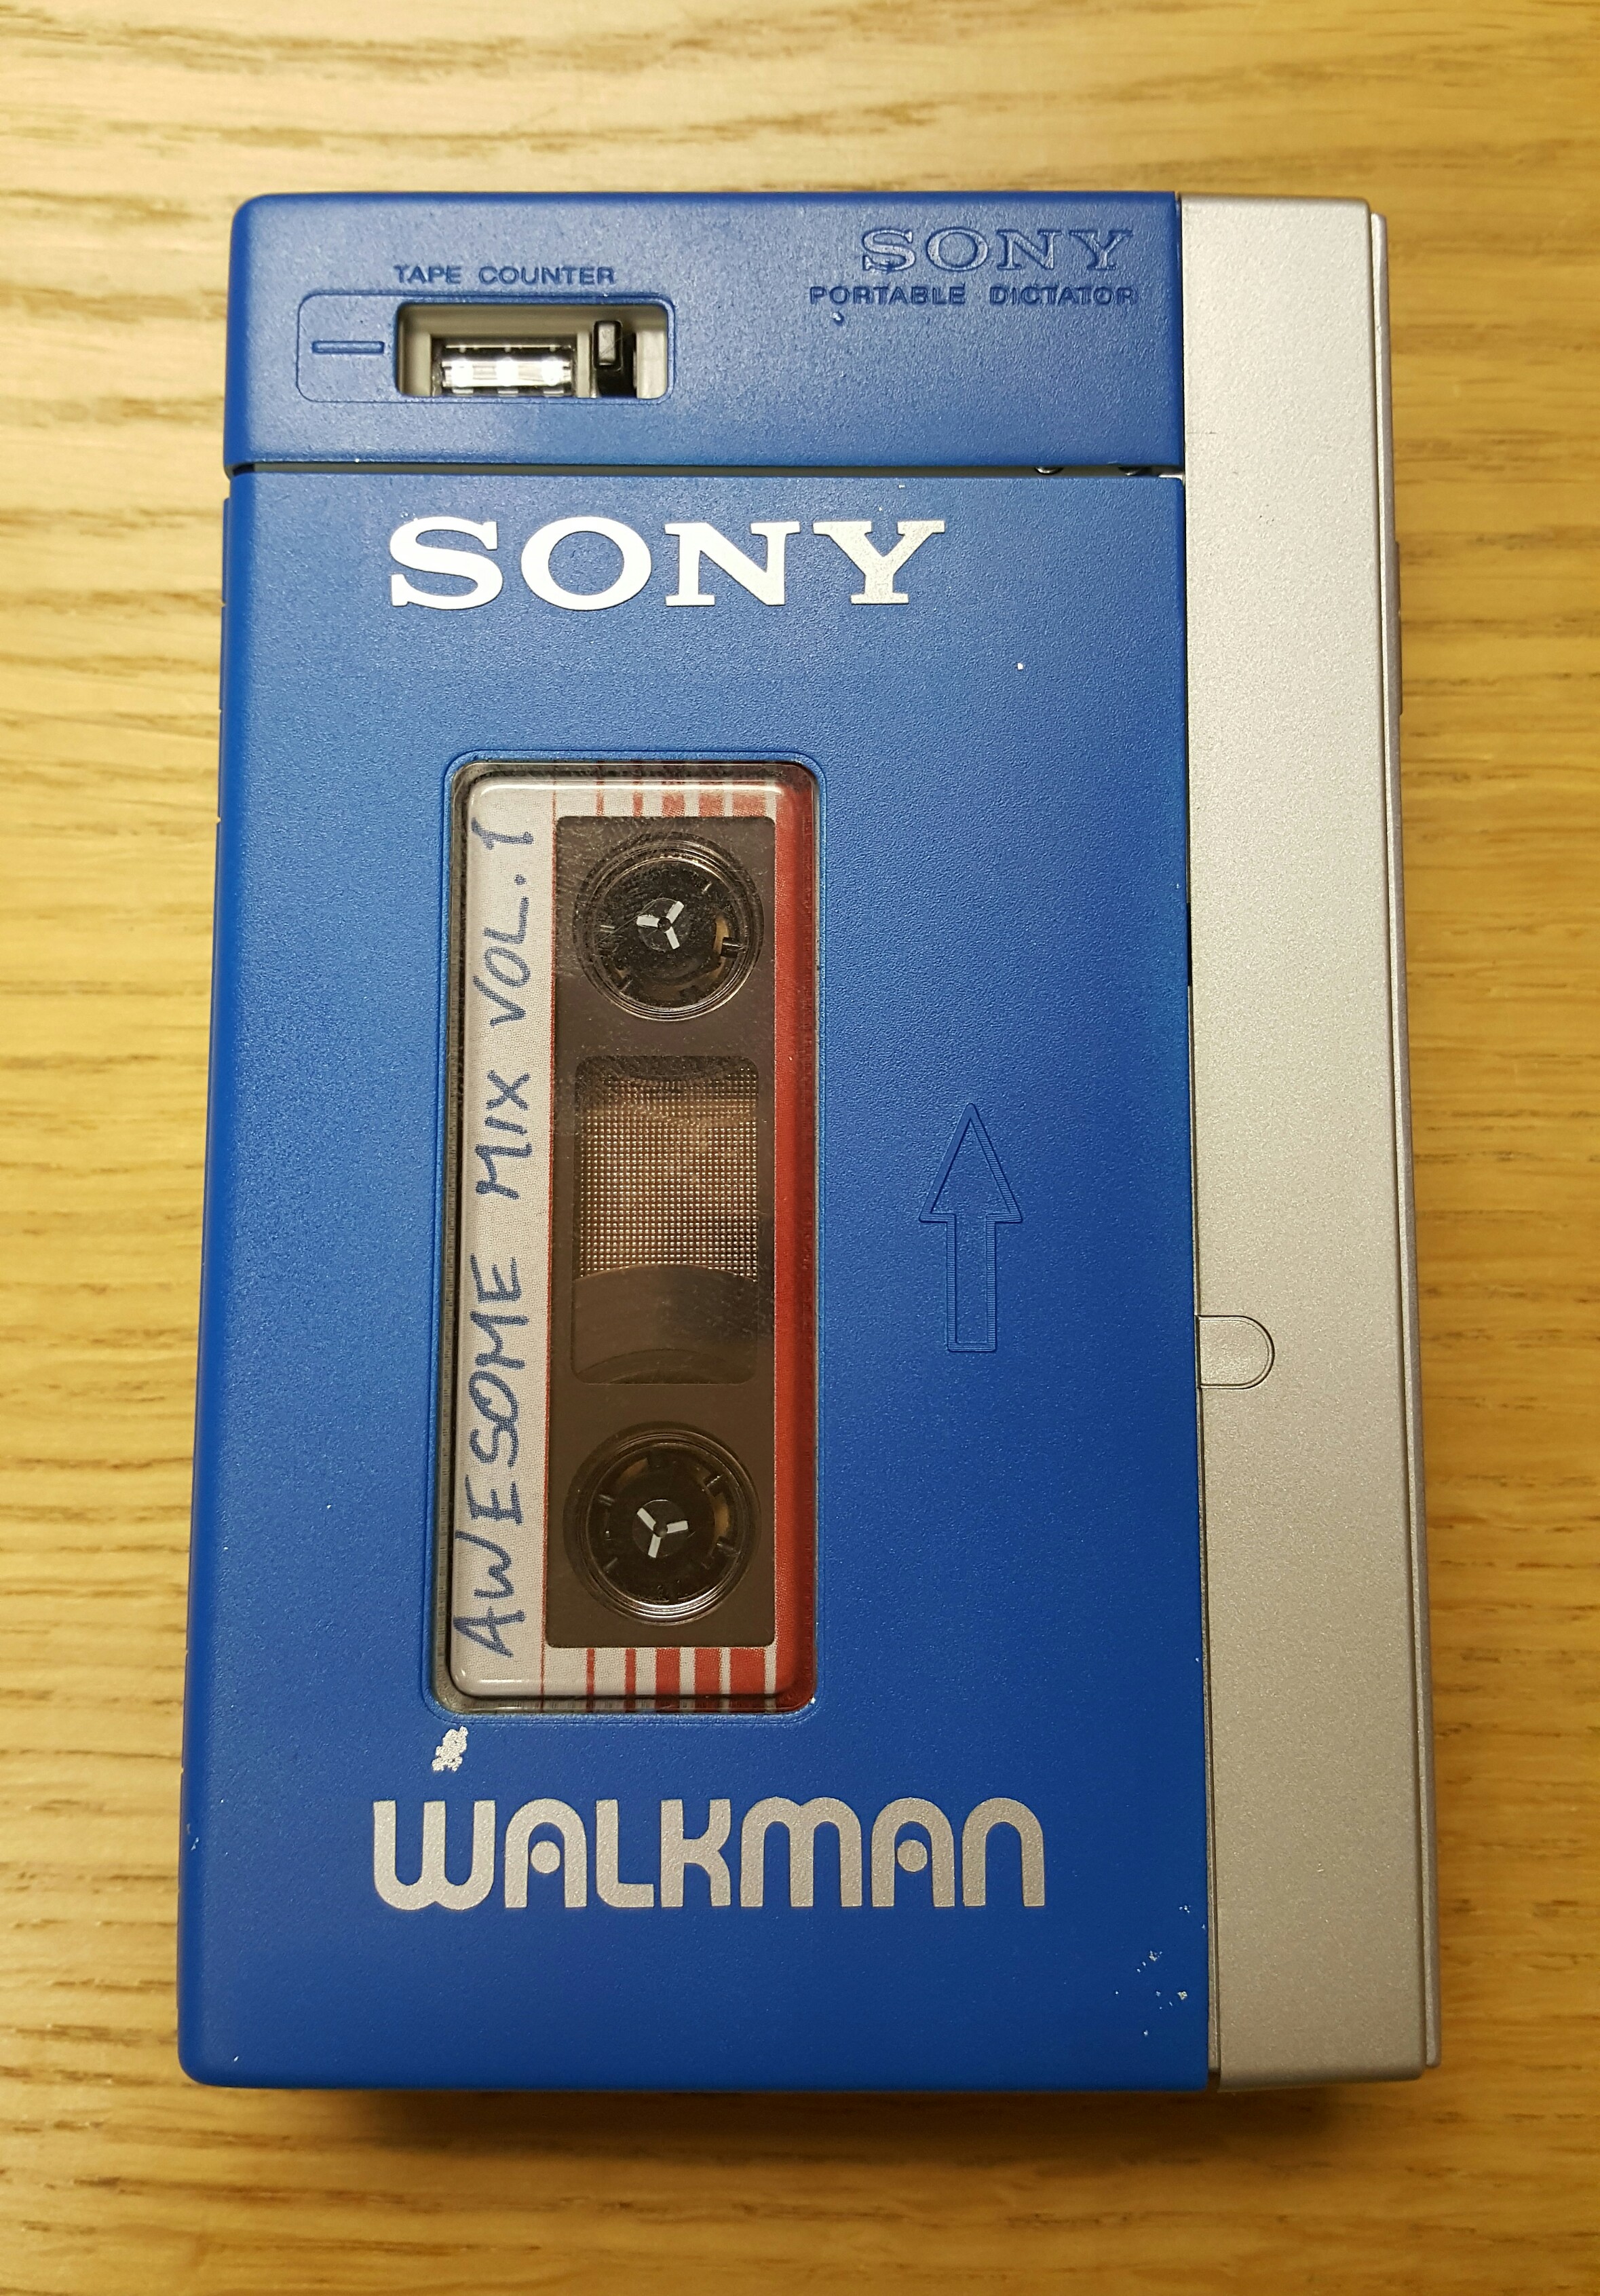 TAPE COUNTER
SONY
PORTABLE DICTATOR
SONY
AWESOME MIX VOL.1
WALKMAN